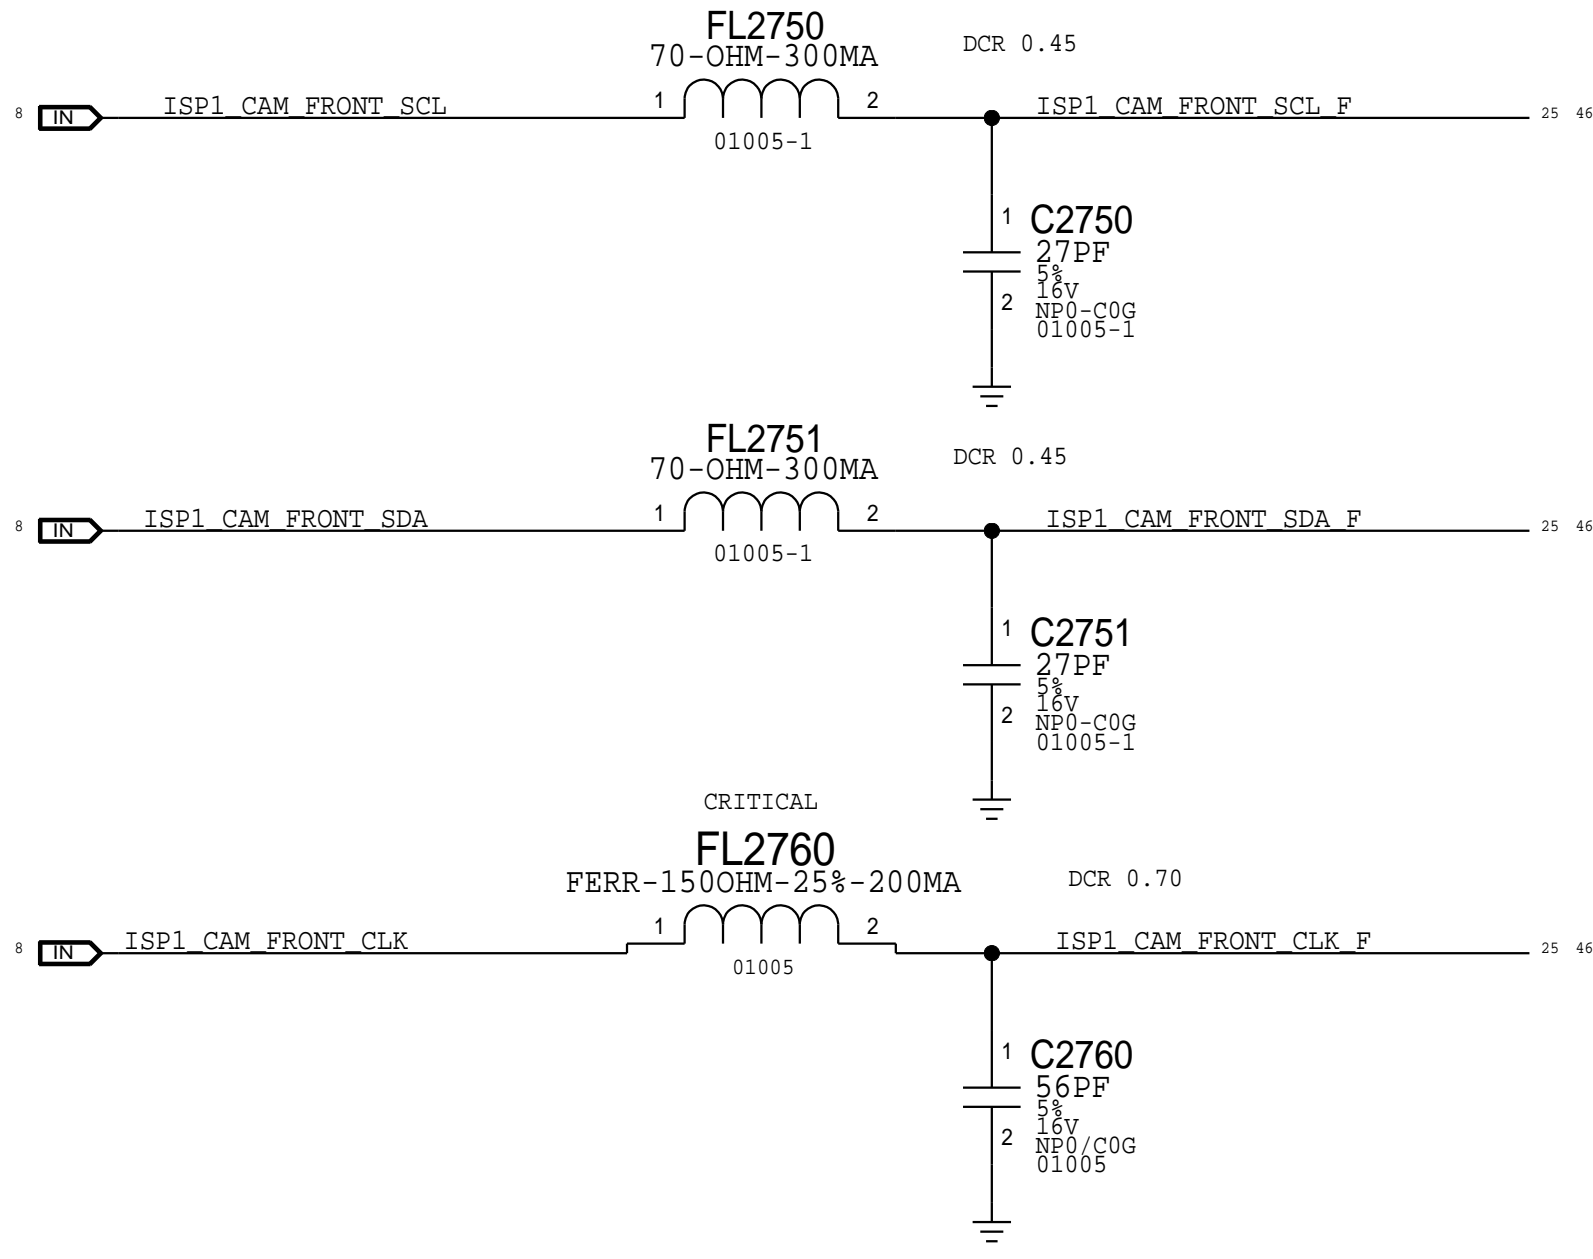 FL2750
70-OHM-300MA
DCR 0.45
8 IN ISP1_CAM_FRONT_SCL 1 2 ISP1_CAM_FRONT_SCL_F 25 46
01005-1
1 C2750
27PF
5%
16V
2 NP0-C0G
01005-1
FL2751
70-OHM-300MA
DCR 0.45
8 IN ISP1_CAM_FRONT_SDA 1 2 ISP1_CAM_FRONT_SDA_F 25 46
01005-1
1 C2751
27PF
5%
16V
2 NP0-C0G
01005-1
CRITICAL
FL2760
FERR-150OHM-25%-200MA
DCR 0.70
8 IN ISP1_CAM_FRONT_CLK 1 2 ISP1_CAM_FRONT_CLK_F 25 46
01005
1 C2760
56PF
5%
16V
2 NP0/C0G
01005